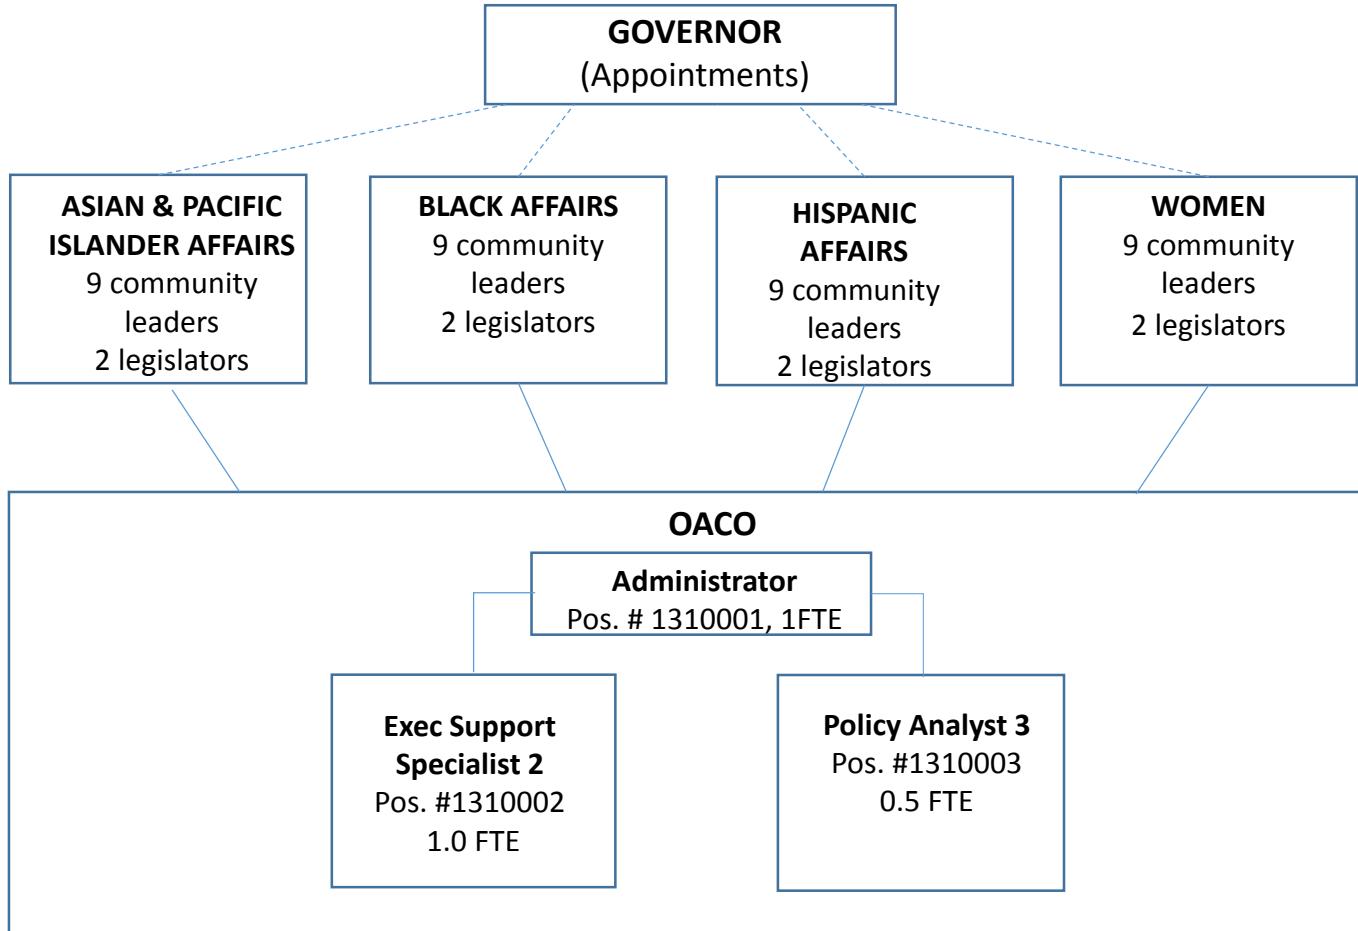 GOVERNOR
(Appointments)
ASIAN & PACIFIC
ISLANDER AFFAIRS
9 community
leaders
2 legislators
BLACK AFFAIRS
9 community
leaders
2 legislators
HISPANIC
AFFAIRS
9 community
leaders
2 legislators
WOMEN
9 community
leaders
2 legislators
OACO
Administrator
Pos. # 1310001, 1FTE
Exec Support
Specialist 2
Pos. #1310002
1.0 FTE
Policy Analyst 3
Pos. #1310003
0.5 FTE